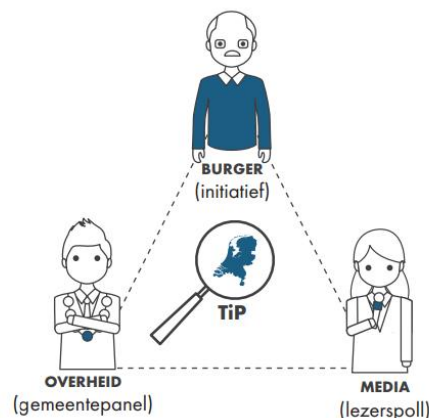 BURGER
(initiatief)
TiP
OVERHEID
(gemeentepanel)
MEDIA
(lezerspoll)